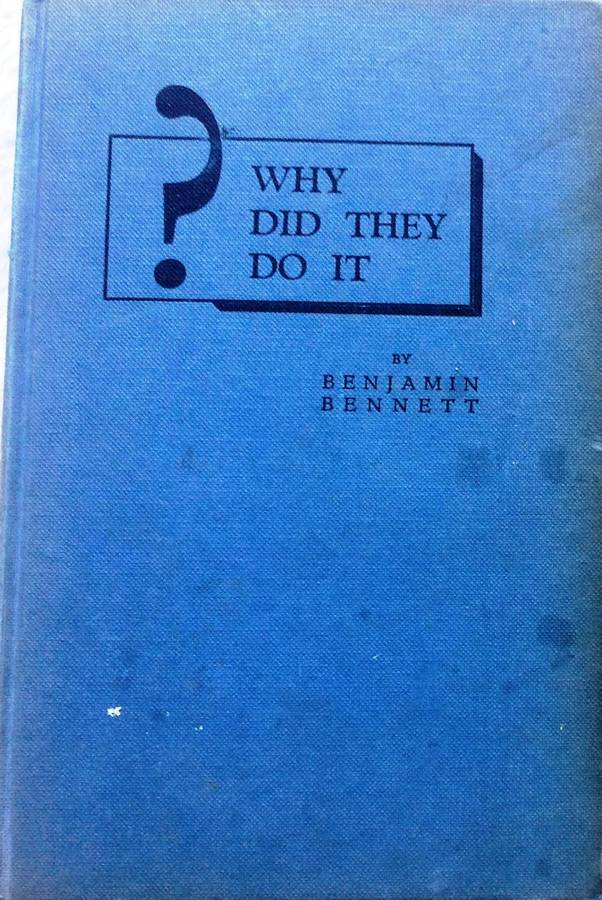 ?
WHY
DID THEY
DO IT
BY
BENJAMIN
BENNETT